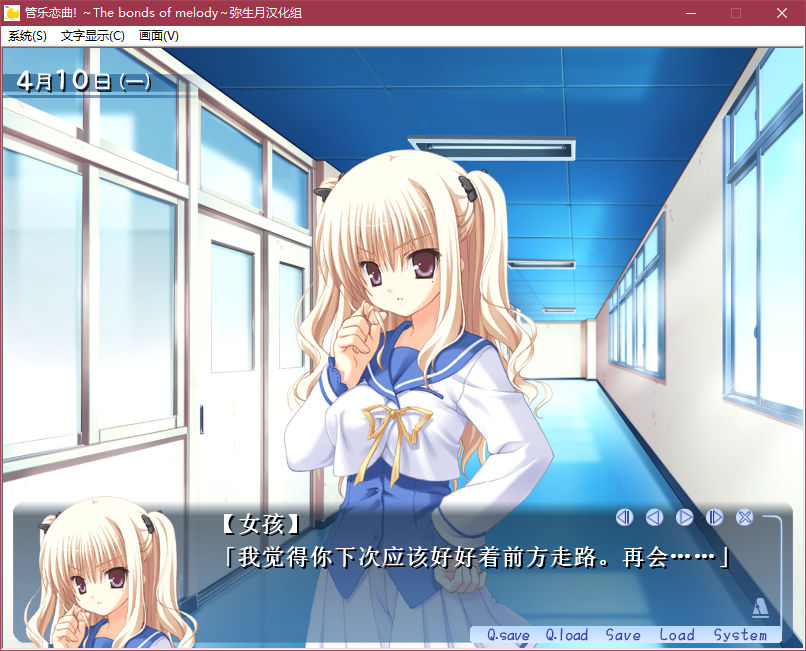 管乐恋曲! ~The bonds of melody~弥生月汉化组
系统(S) 文字显示(C) 画面(V)
4月10日(一)
【女孩】
「我觉得你下次应该好好着前方走路。再会……」
Q.save Q.load Save Load System